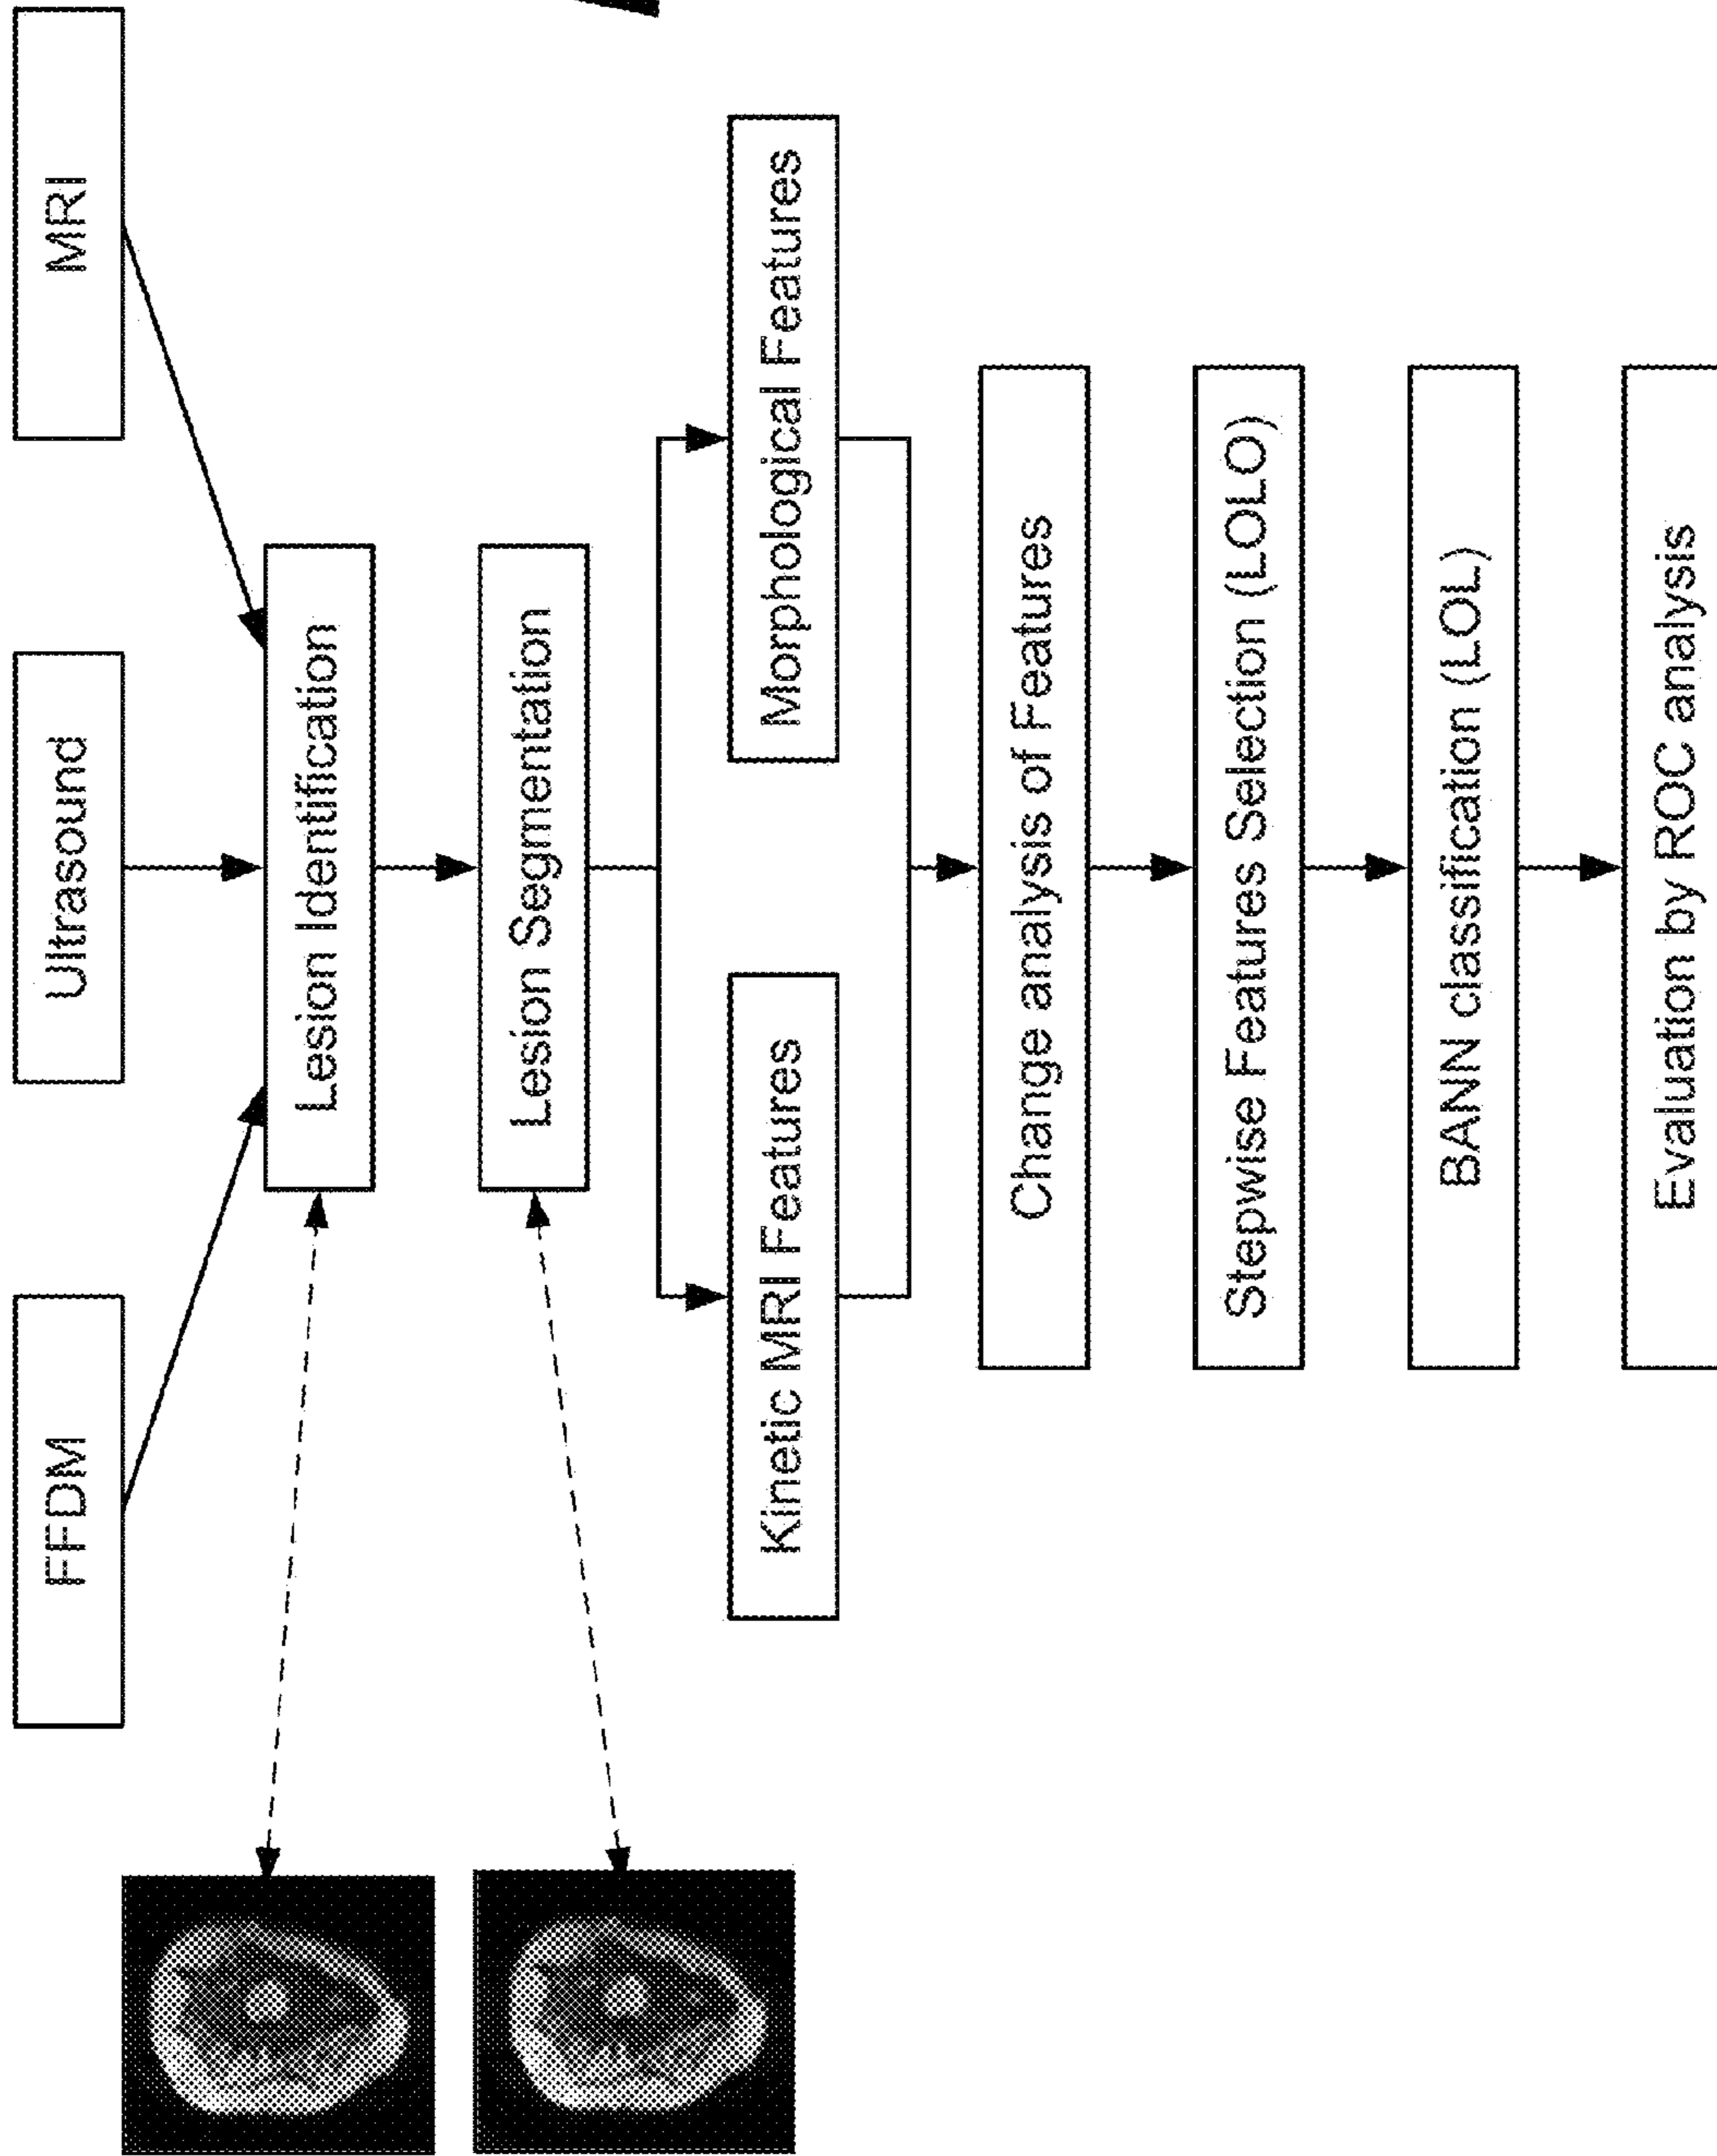 FFDM
Ultrasound
MRI
Lesion Identification
Lesion Segmentation
Kinetic MRI Features
Morphological Features
Change analysis of Features
Stepwise Features Selection (LOLO)
BANN classification (LOL)
Evaluation by ROC analysis